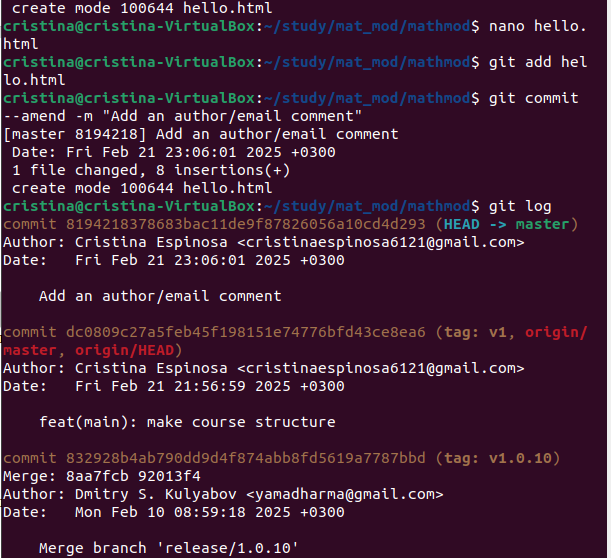 create mode 100644 hello.html
cristina@cristina-VirtualBox:~/study/mat_mod/mathmod$ nano hello.
html
cristina@cristina-VirtualBox:~/study/mat_mod/mathmod$ git add hel
lo.html
cristina@cristina-VirtualBox:~/study/mat_mod/mathmod$ git commit
--amend -m "Add an author/email comment"
[master 8194218] Add an author/email comment
 Date: Fri Feb 21 23:06:01 2025 +0300
 1 file changed, 8 insertions(+)
 create mode 100644 hello.html
cristina@cristina-VirtualBox:~/study/mat_mod/mathmod$ git log
commit 8194218378683bac11de9f87826056a10cd4d293 (HEAD -> master)
Author: Cristina Espinosa <cristinaespinosa6121@gmail.com>
Date:   Fri Feb 21 23:06:01 2025 +0300

    Add an author/email comment

commit dc0809c27a5feb45f198151e74776bfd43ce8ea6 (tag: v1, origin/
master, origin/HEAD)
Author: Cristina Espinosa <cristinaespinosa6121@gmail.com>
Date:   Fri Feb 21 21:56:59 2025 +0300

    feat(main): make course structure

commit 832928b4ab790dd9d4f874abb8fd5619a7787bbd (tag: v1.0.10)
Merge: 8aa7fcb 92013f4
Author: Dmitry S. Kulyabov <yamadharma@gmail.com>
Date:   Mon Feb 10 08:59:18 2025 +0300

    Merge branch 'release/1.0.10'